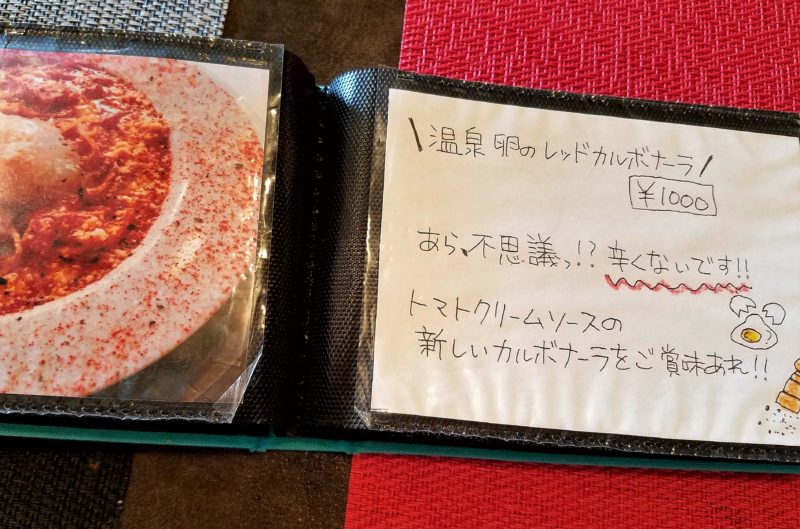 \温泉卵のレッドカルボナーラ/
¥1000
あら、不思議っ!? 辛くないです!!
トマトクリームソースの
新しいカルボナーラをご賞味あれ!!